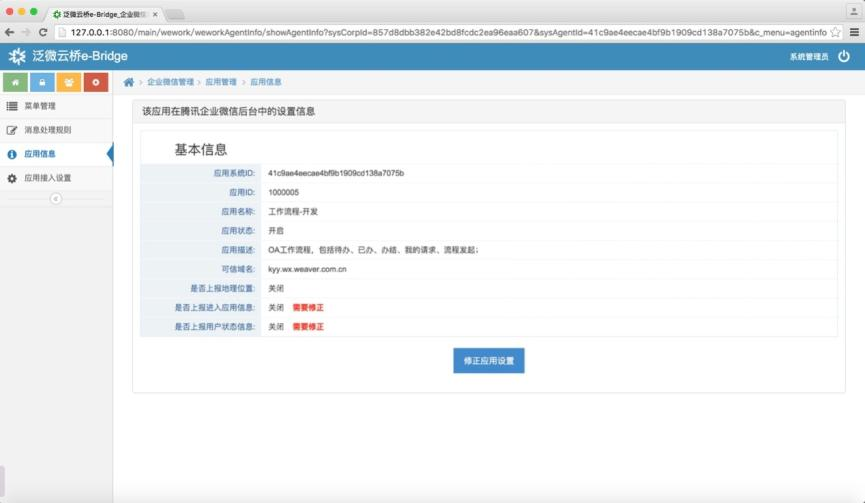 泛微云桥e-Bridge_企业微信
127.0.0.1:8080/main/wework/weworkAgentInfo/showAgentInfo?sysCorpId=857d8dbb382e42bd8fcdc2ea96eaa607&sysAgentId=41c9ae4eecae4bf9b1909cd138a7075b&c_menu=agentinfo
泛微云桥e-Bridge
系统管理员
企业微信管理 > 应用管理 > 应用信息
菜单管理
消息处理规则
应用信息
应用接入设置
该应用在腾讯企业微信后台中的设置信息
基本信息
应用系统ID: 41c9ae4eecae4bf9b1909cd138a7075b
应用ID: 1000005
应用名称: 工作流程-开发
应用状态: 开启
应用描述: OA工作流程，包括待办、已办、办结、我的请求、流程发起；
可信域名: kyy.wx.weaver.com.cn
是否上报地理位置: 关闭
是否上报进入应用信息: 关闭 需要修正
是否上报用户状态信息: 关闭 需要修正
修正应用设置